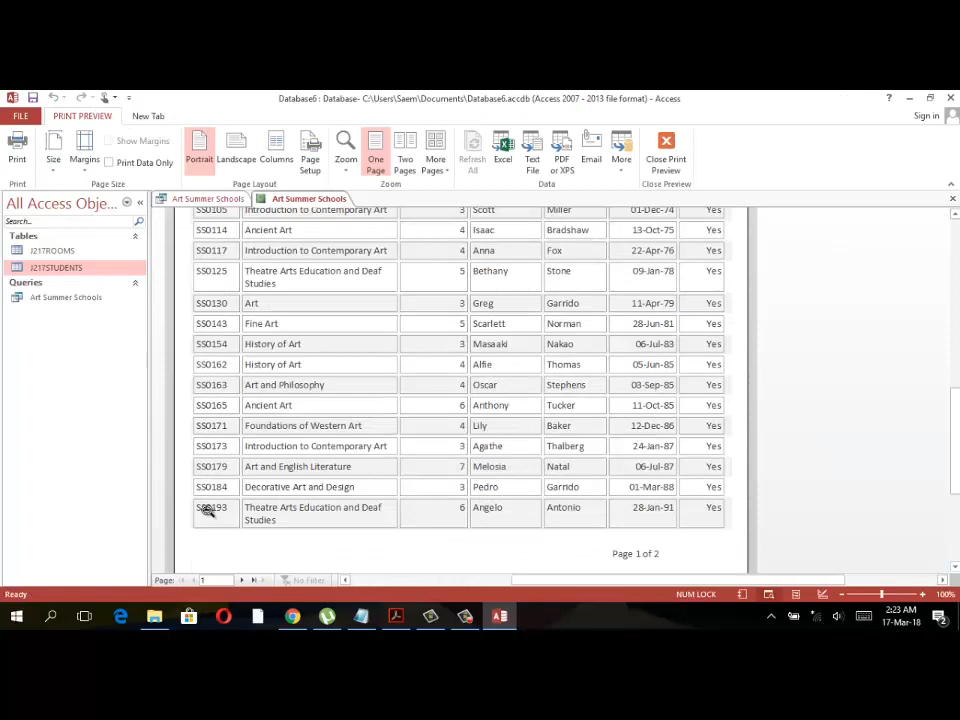 Database6 : Database- C:\Users\Saem\Documents\Database6.accdb (Access 2007 - 2013 file format) - Access
FILE PRINT PREVIEW New Tab Sign in
Print Size Margins Show Margins Print Data Only Portrait Landscape Columns Page Setup Zoom One Page Two Pages More Pages Refresh All Excel Text File PDF or XPS Email More Close Print Preview
Print Page Size Page Layout Zoom Data Close Preview
All Access Obje... Art Summer Schools Art Summer Schools
Search...
Tables
J217ROOMS
J217STUDENTS
Queries
Art Summer Schools
SS0105 Introduction to Contemporary Art 3 Scott Miller 01-Dec-74 Yes
SS0114 Ancient Art 4 Isaac Bradshaw 13-Oct-75 Yes
SS0117 Introduction to Contemporary Art 4 Anna Fox 22-Apr-76 Yes
SS0125 Theatre Arts Education and Deaf 5 Bethany Stone 09-Jan-78 Yes
Studies
SS0130 Art 3 Greg Garrido 11-Apr-79 Yes
SS0143 Fine Art 5 Scarlett Norman 28-Jun-81 Yes
SS0154 History of Art 3 Masaaki Nakao 06-Jul-83 Yes
SS0162 History of Art 4 Alfie Thomas 05-Jun-85 Yes
SS0163 Art and Philosophy 4 Oscar Stephens 03-Sep-85 Yes
SS0165 Ancient Art 6 Anthony Tucker 11-Oct-85 Yes
SS0171 Foundations of Western Art 4 Lily Baker 12-Dec-86 Yes
SS0173 Introduction to Contemporary Art 3 Agathe Thalberg 24-Jan-87 Yes
SS0179 Art and English Literature 7 Melosia Natal 06-Jul-87 Yes
SS0184 Decorative Art and Design 3 Pedro Garrido 01-Mar-88 Yes
SS0193 Theatre Arts Education and Deaf 6 Angelo Antonio 28-Jan-91 Yes
Studies
Page 1 of 2
Page: 1 No Filter
Ready NUM LOCK 100%
2:23 AM
17-Mar-18
2